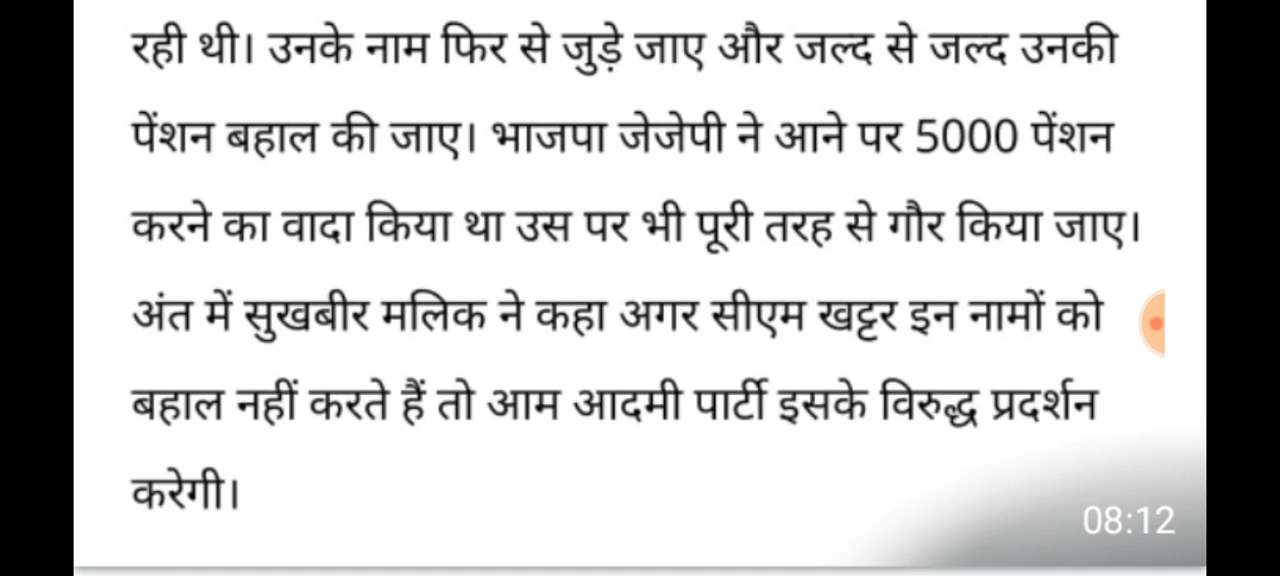 रही थी। उनके नाम फिर से जुड़े जाए और जल्द से जल्द उनकी
पेंशन बहाल की जाए। भाजपा जेजेपी ने आने पर 5000 पेंशन
करने का वादा किया था उस पर भी पूरी तरह से गौर किया जाए।
अंत में सुखबीर मलिक ने कहा अगर सीएम खट्टर इन नामों को
बहाल नहीं करते हैं तो आम आदमी पार्टी इसके विरुद्ध प्रदर्शन
करेगी।
08:12